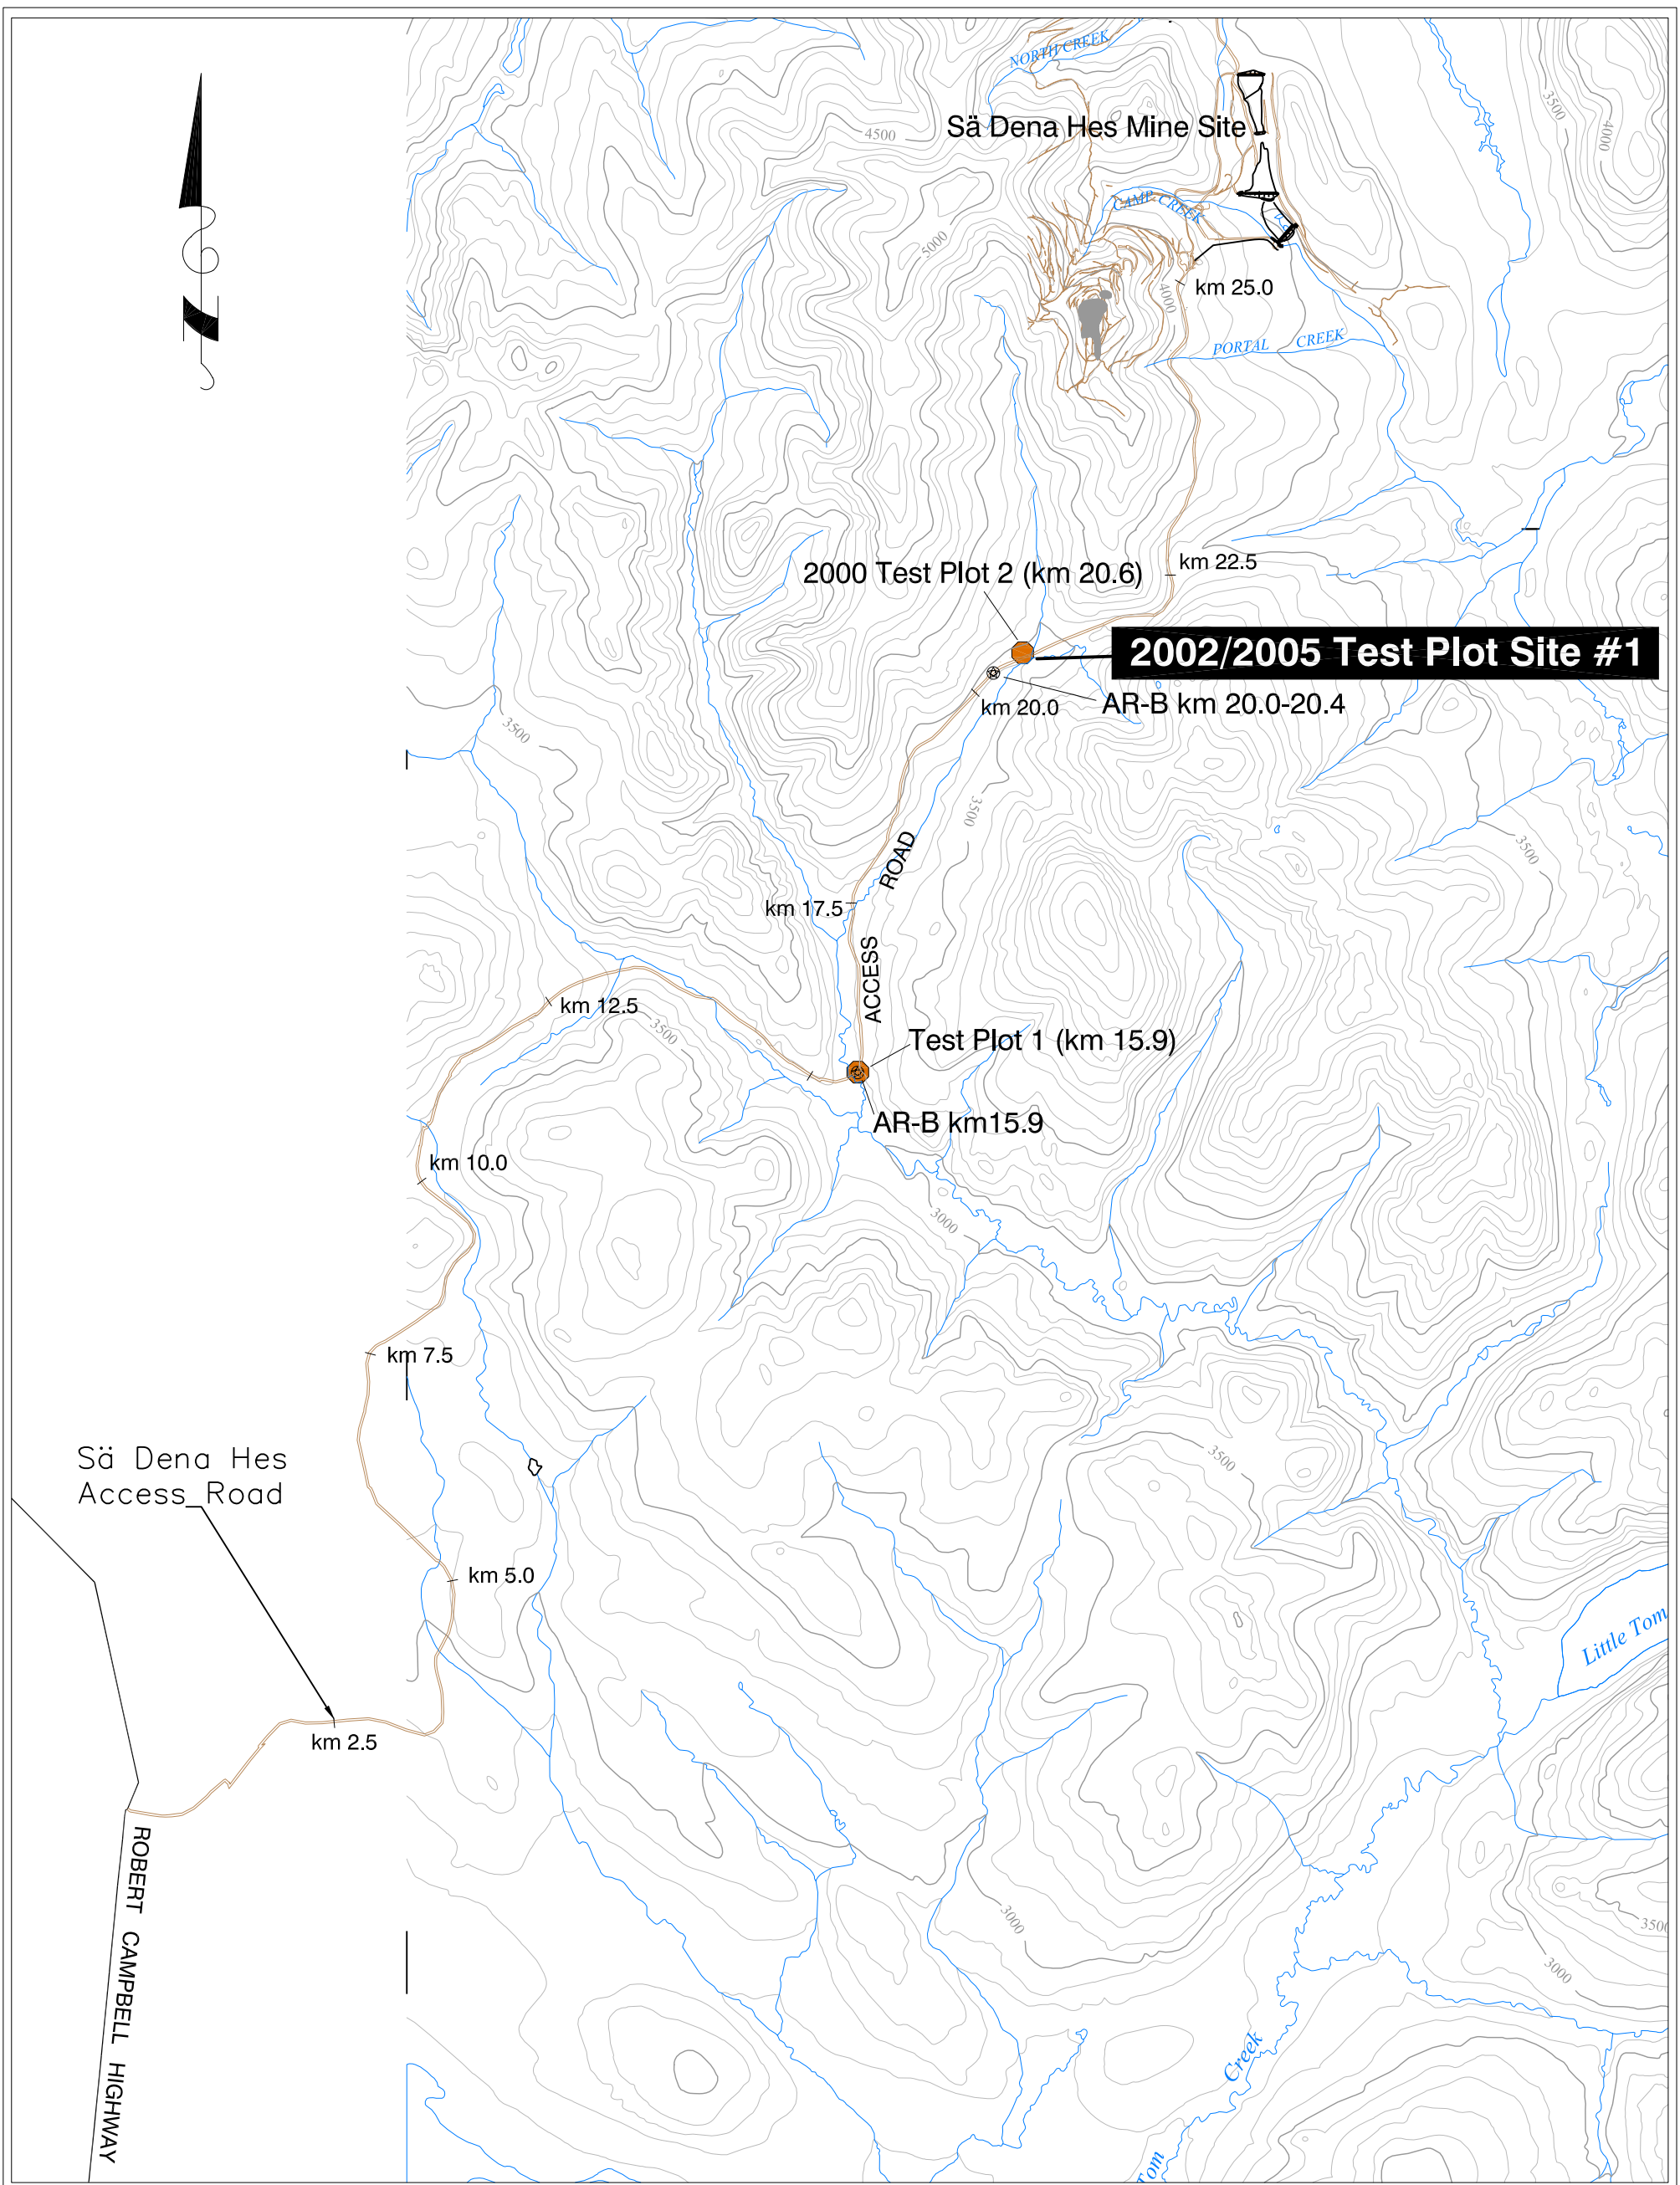 NORTH CREEK
3500
4000
4500
Sä Dena Hes Mine Site
CAMP CREEK
5000
4000
km 25.0
PORTAL CREEK
km 22.5
2000 Test Plot 2 (km 20.6)
2002/2005 Test Plot Site #1
km 20.0
AR-B km 20.0-20.4
3500
3500
3500
ROAD
km 17.5
ACCESS
km 12.5
3500
Test Plot 1 (km 15.9)
AR-B km15.9
km 10.0
3000
km 7.5
Sä Dena Hes
Access Road
3500
km 5.0
Little Tom
km 2.5
ROBERT CAMPBELL HIGHWAY
3000
3500
3000
Creek
Tom